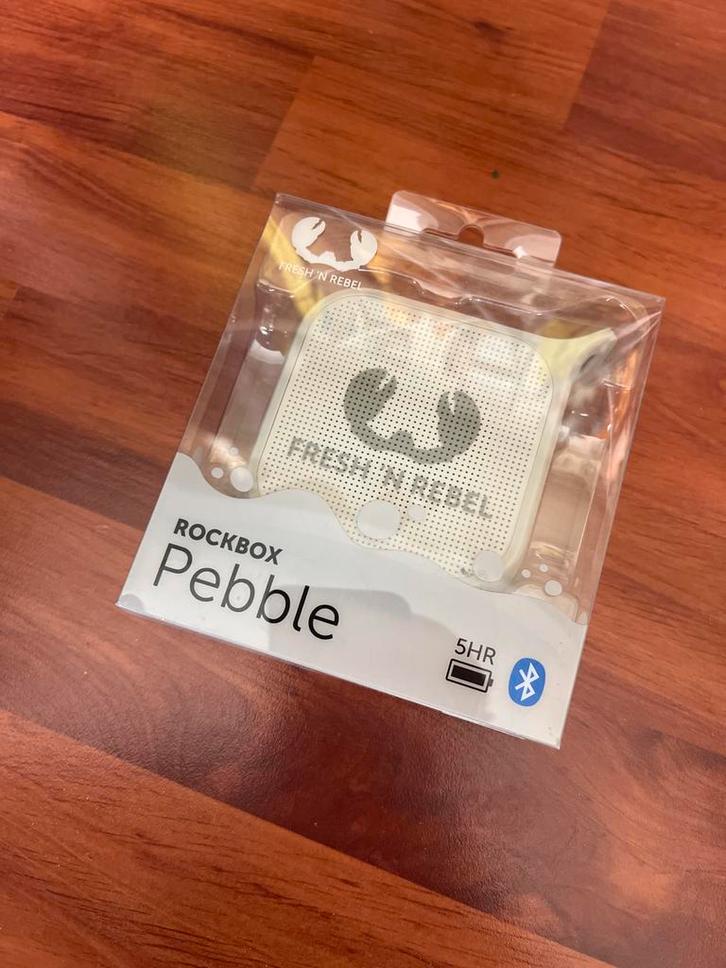 FRESH 'N REBEL
FRESH 'N REBEL
ROCKBOX
Pebble
5HR